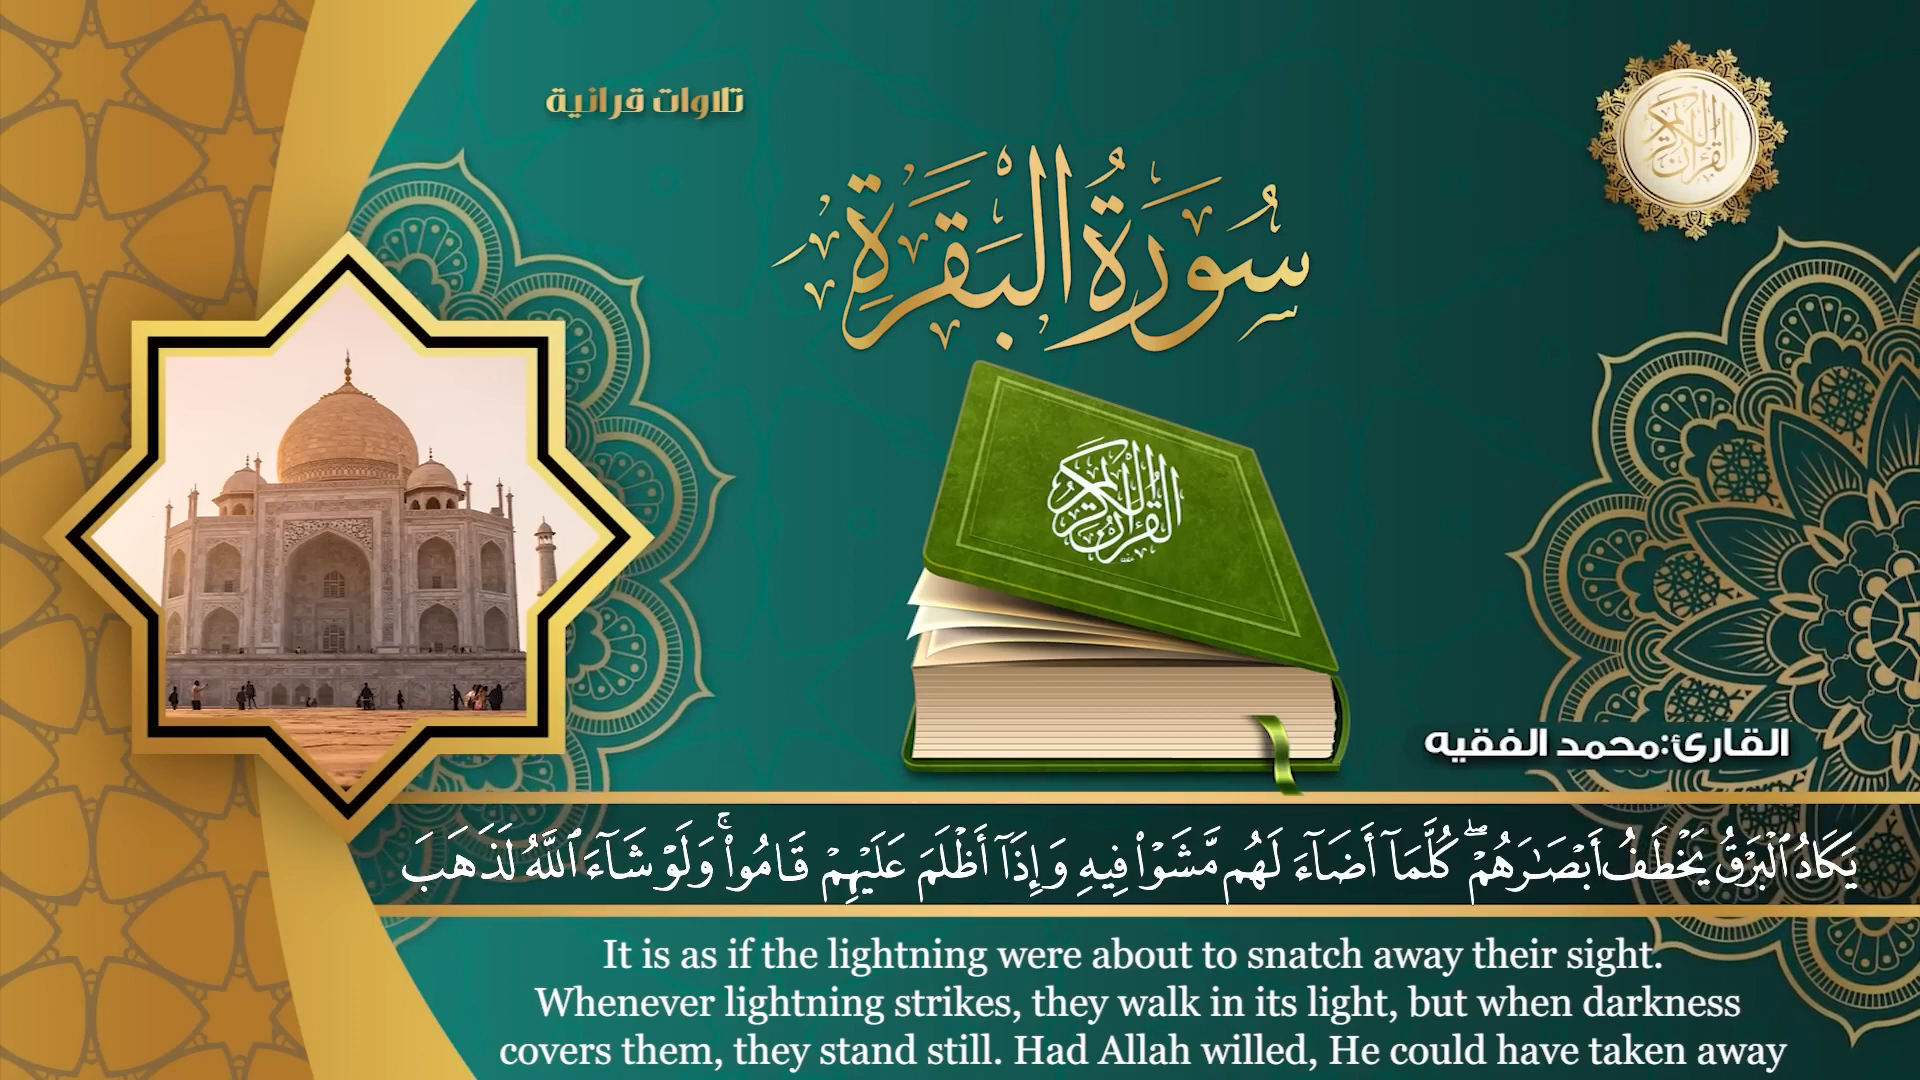 تلاوات قرانية
القرآن الكريم
سُورَةُ البَقَرَةِ
القرآن الكريم
القارئ:محمد الفقيه
يَكَادُ ٱلْبَرْقُ يَخْطَفُ أَبْصَٰرَهُمْ ۖ كُلَّمَآ أَضَآءَ لَهُم مَّشَوْا۟ فِيهِ وَإِذَآ أَظْلَمَ عَلَيْهِمْ قَامُوا۟ ۚ وَلَوْ شَآءَ ٱللَّهُ لَذَهَبَ
It is as if the lightning were about to snatch away their sight.
Whenever lightning strikes, they walk in its light, but when darkness
covers them, they stand still. Had Allah willed, He could have taken away